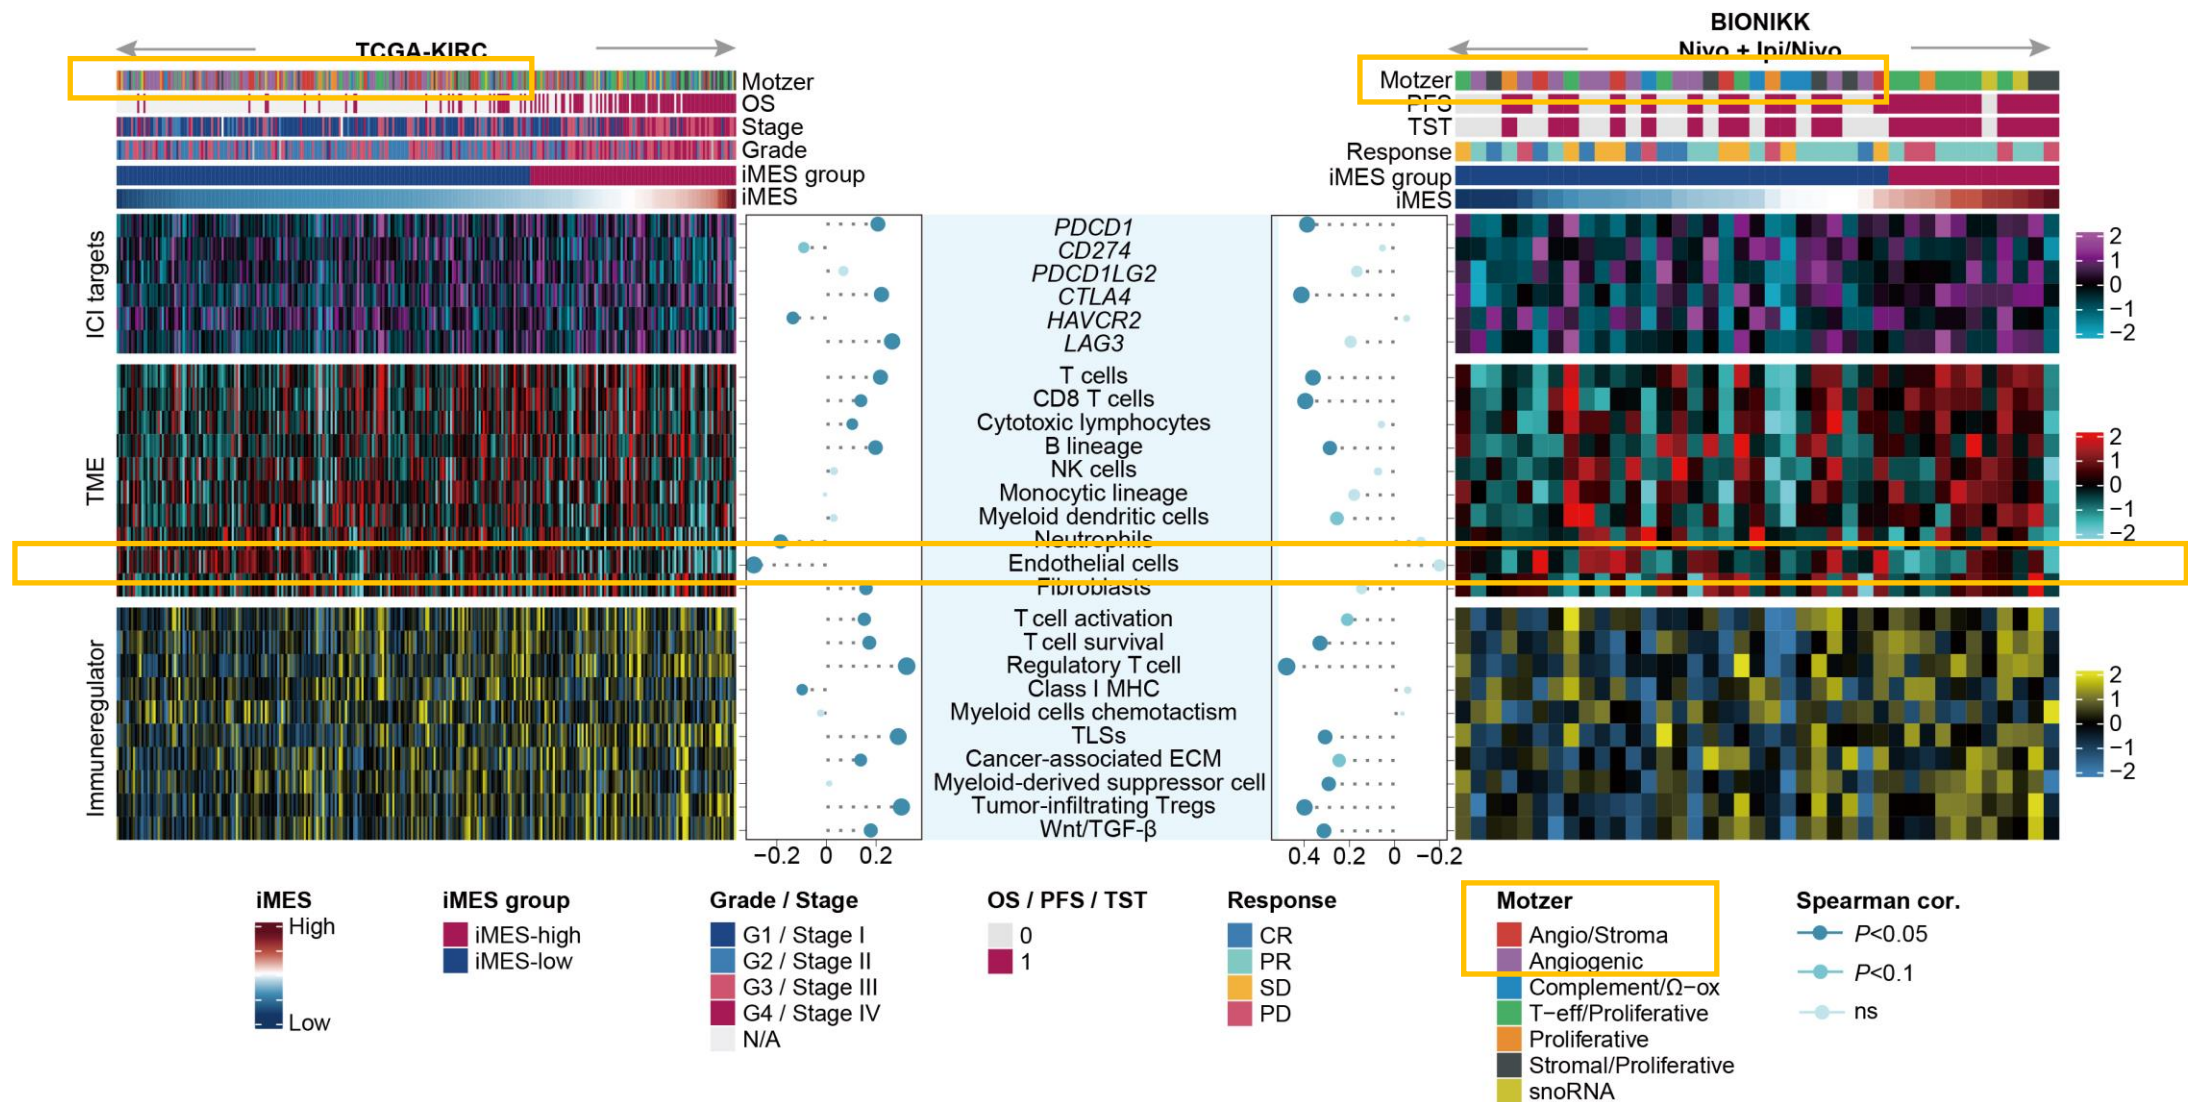 TCGA-KIRC
BIONIKK
Nivo + Ipi/Nivo
Motzer
OS
Stage
Grade
iMES group
iMES
Motzer
PFS
TST
Response
iMES group
iMES
ICI targets
TME
Immuneregulator
PDCD1
CD274
PDCD1LG2
CTLA4
HAVCR2
LAG3
T cells
CD8 T cells
Cytotoxic lymphocytes
B lineage
NK cells
Monocytic lineage
Myeloid dendritic cells
Neutrophils
Endothelial cells
Fibroblasts
T cell activation
T cell survival
Regulatory T cell
Class I MHC
Myeloid cells chemotactism
TLSs
Cancer-associated ECM
Myeloid-derived suppressor cell
Tumor-infiltrating Tregs
Wnt/TGF-β
−0.2 0 0.2
0.4 0.2 0 −0.2
2
1
0
−1
−2
2
1
0
−1
−2
2
1
0
−1
−2
iMES
High
Low
iMES group
iMES-high
iMES-low
Grade / Stage
G1 / Stage I
G2 / Stage II
G3 / Stage III
G4 / Stage IV
N/A
OS / PFS / TST
0
1
Response
CR
PR
SD
PD
Motzer
Angio/Stroma
Angiogenic
Complement/Ω−ox
T−eff/Proliferative
Proliferative
Stromal/Proliferative
snoRNA
Spearman cor.
P<0.05
P<0.1
ns